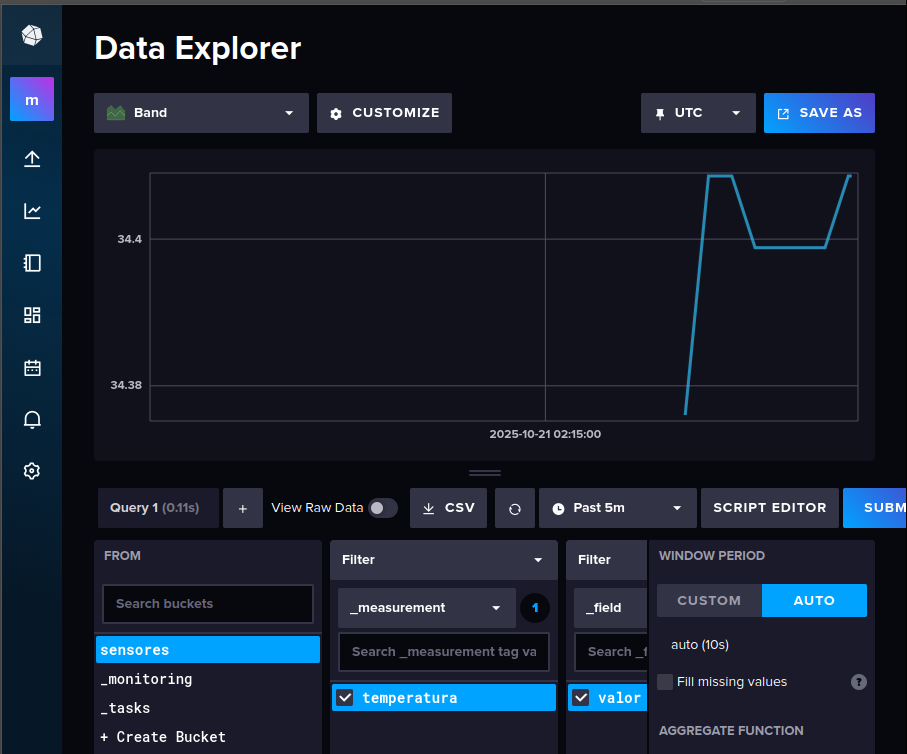 Data Explorer
m
Band
CUSTOMIZE
UTC
SAVE AS
34.4
34.38
2025-10-21 02:15:00
Query 1 (0.11s)
+
View Raw Data
CSV
Past 5m
SCRIPT EDITOR
SUBM
FROM
Filter
Filter
WINDOW PERIOD
Search buckets
_measurement
1
_field
CUSTOM
AUTO
Search _measurement tag va
Search _f
auto (10s)
sensores
_monitoring
_tasks
+ Create Bucket
temperatura
valor
Fill missing values
?
AGGREGATE FUNCTION